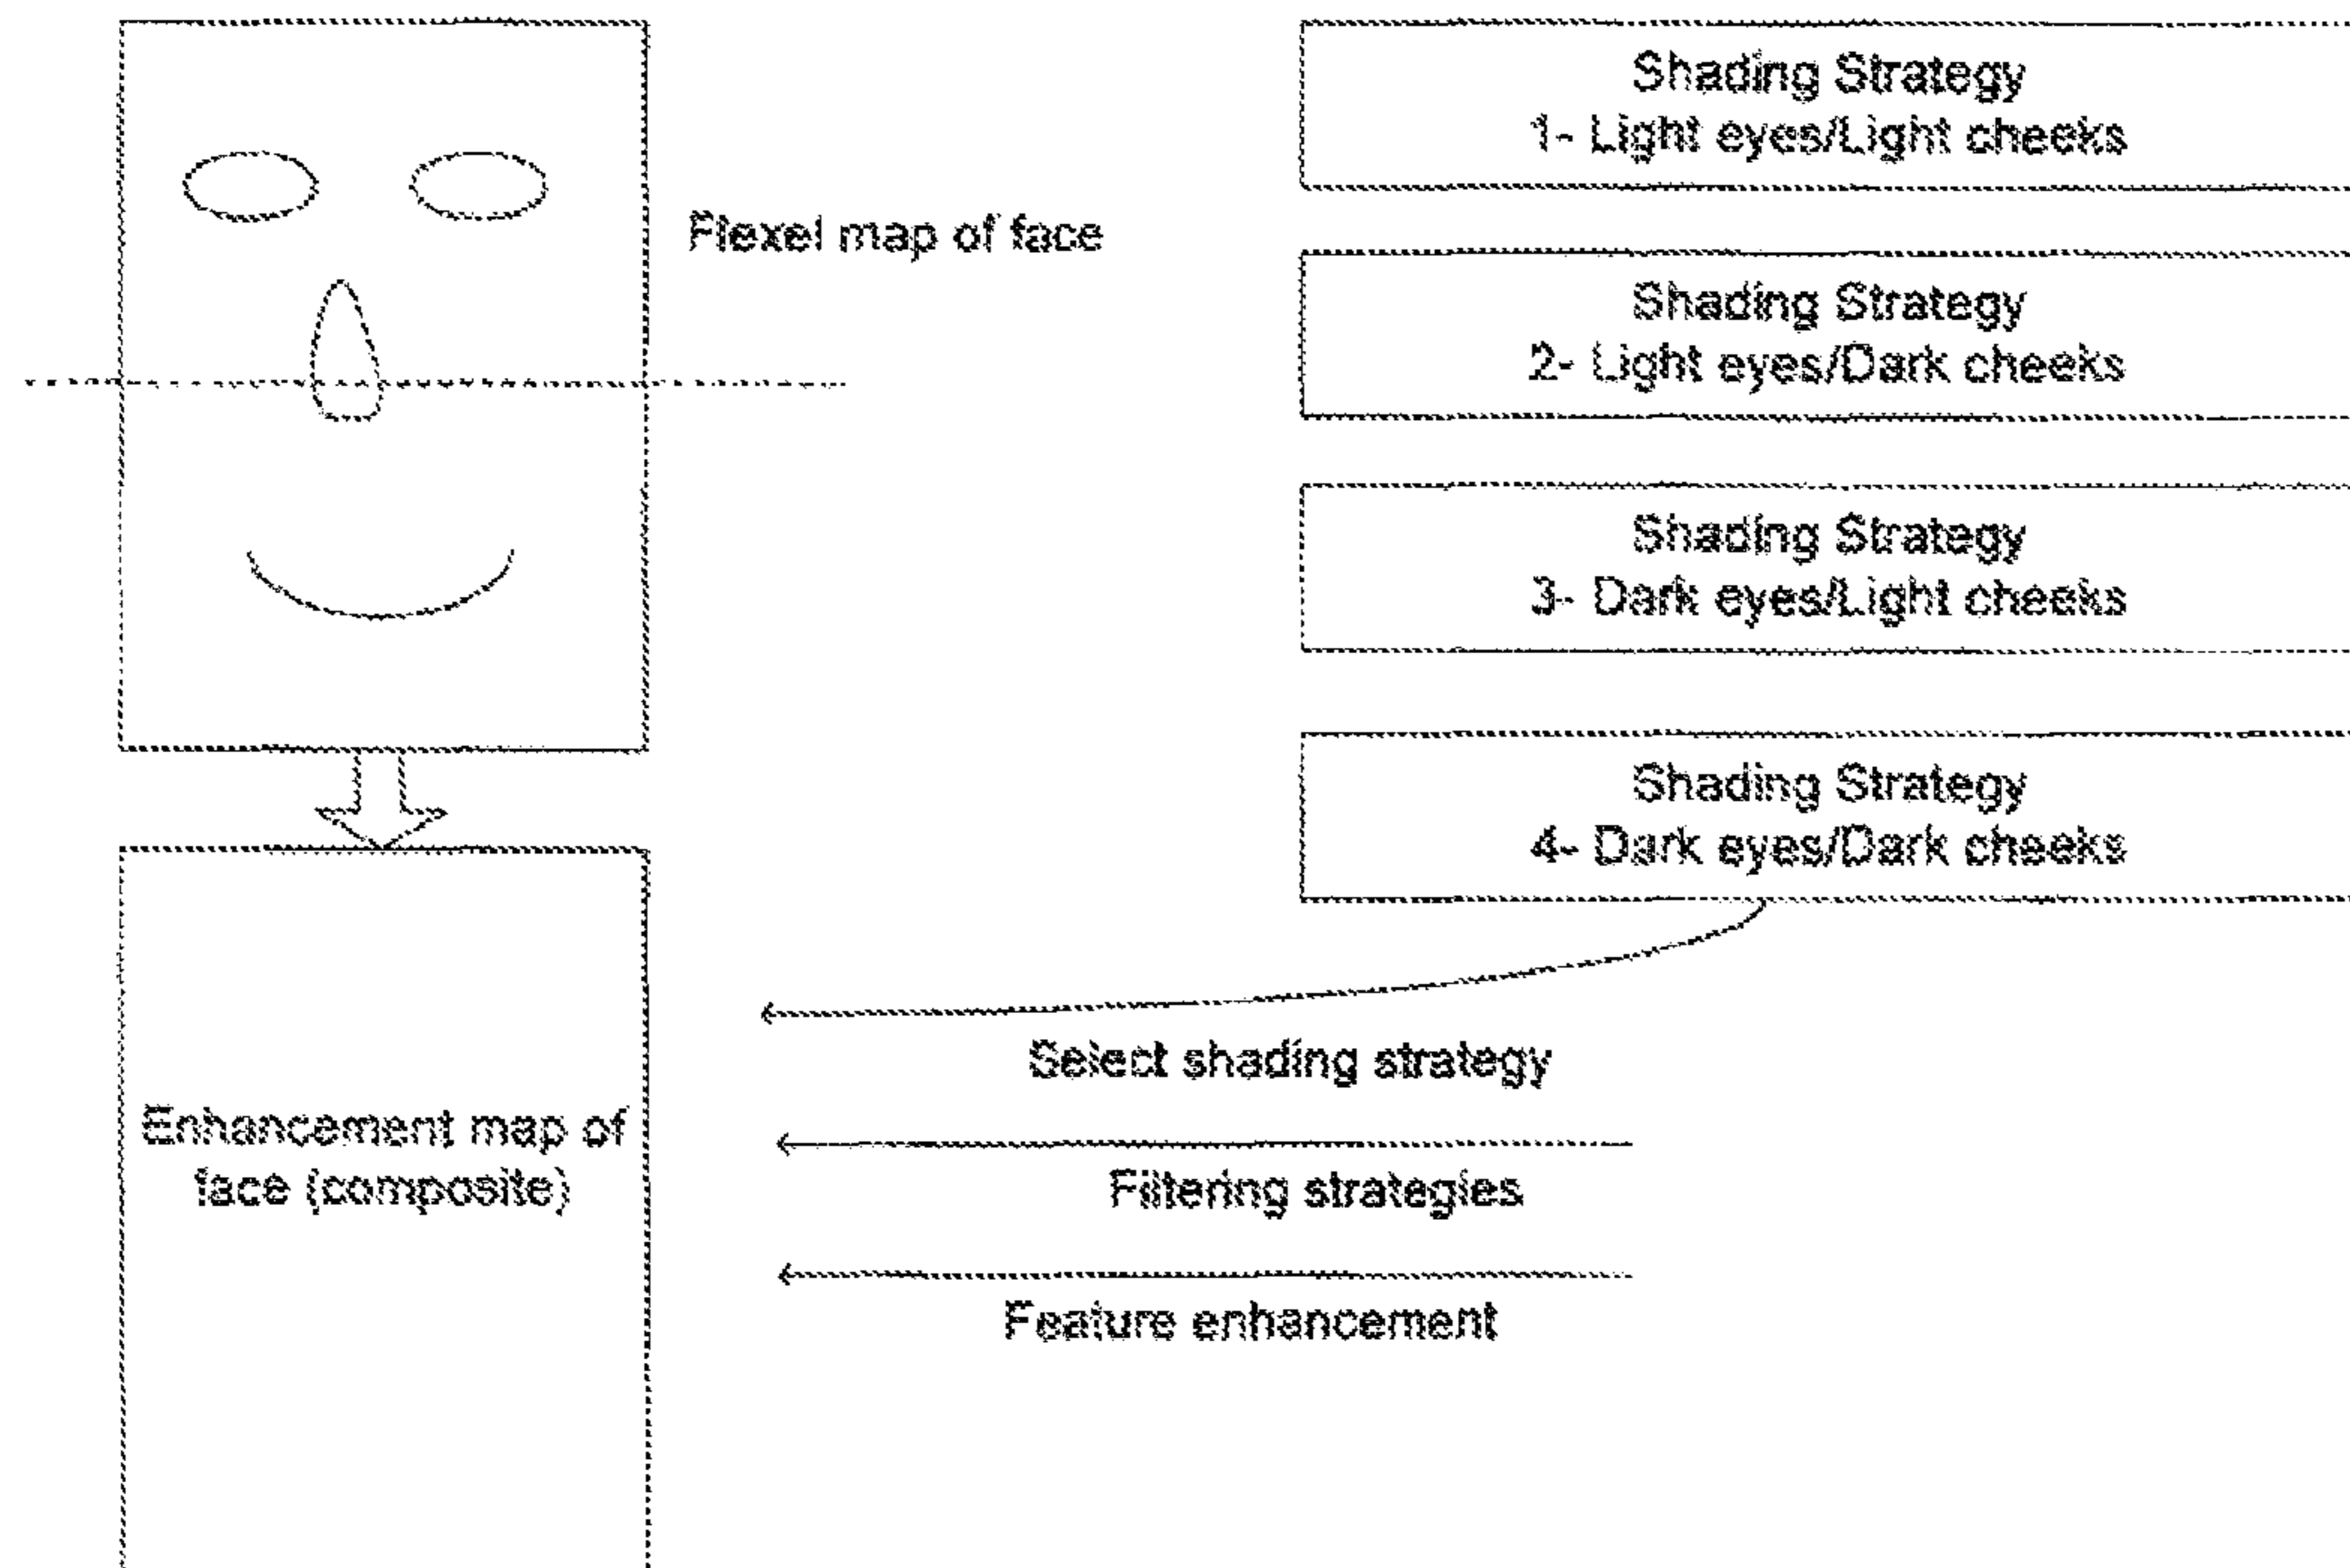 Flexel map of face
Shading Strategy
1- Light eyes/Light cheeks
Shading Strategy
2- Light eyes/Dark cheeks
Shading Strategy
3- Dark eyes/Light cheeks
Shading Strategy
4- Dark eyes/Dark cheeks
Select shading strategy
Enhancement map of
face (composite)
Filtering strategies
Feature enhancement